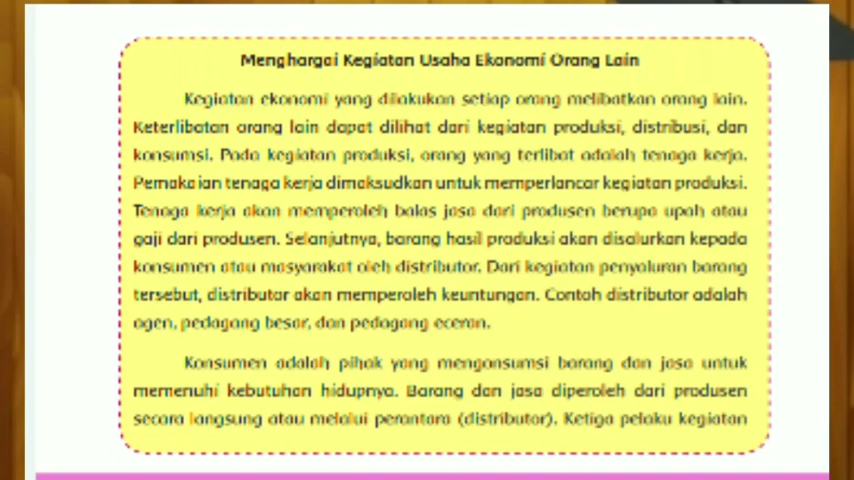 Menghargai Kegiatan Usaha Ekonomi Orang Lain
Kegiatan ekonomi yang dilakukan setiap orang melibatkan orang lain.
Keterlibatan orang lain dapat dilihat dari kegiatan produksi, distribusi, dan
konsumsi. Pada kegiatan produksi, orang yang terlibat adalah tenaga kerja.
Pemakaian tenaga kerja dimaksudkan untuk memperlancar kegiatan produksi.
Tenaga kerja akan memperoleh balas jasa dari produsen berupa upah atau
gaji dari produsen. Selanjutnya, barang hasil produksi akan disalurkan kepada
konsumen atau masyarakat oleh distributor. Dari kegiatan penyaluran barang
tersebut, distributor akan memperoleh keuntungan. Contoh distributor adalah
agen, pedagang besar, dan pedagang eceran.
Konsumen adalah pihak yang mengonsumsi barang dan jasa untuk
memenuhi kebutuhan hidupnya. Barang dan jasa diperoleh dari produsen
secara langsung atau melalui perantara (distributor). Ketiga pelaku kegiatan